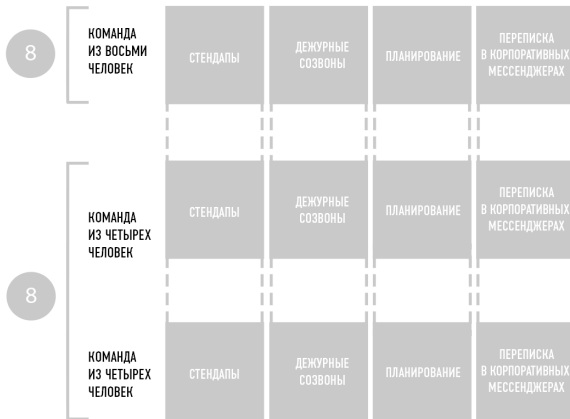 8
КОМАНДА
ИЗ ВОСЬМИ
ЧЕЛОВЕК
СТЕНДАПЫ
ДЕЖУРНЫЕ
СОЗВОНЫ
ПЛАНИРОВАНИЕ
ПЕРЕПИСКА
В КОРПОРАТИВНЫХ
МЕССЕНДЖЕРАХ
8
КОМАНДА
ИЗ ЧЕТЫРЕХ
ЧЕЛОВЕК
СТЕНДАПЫ
ДЕЖУРНЫЕ
СОЗВОНЫ
ПЛАНИРОВАНИЕ
ПЕРЕПИСКА
В КОРПОРАТИВНЫХ
МЕССЕНДЖЕРАХ
КОМАНДА
ИЗ ЧЕТЫРЕХ
ЧЕЛОВЕК
СТЕНДАПЫ
ДЕЖУРНЫЕ
СОЗВОНЫ
ПЛАНИРОВАНИЕ
ПЕРЕПИСКА
В КОРПОРАТИВНЫХ
МЕССЕНДЖЕРАХ